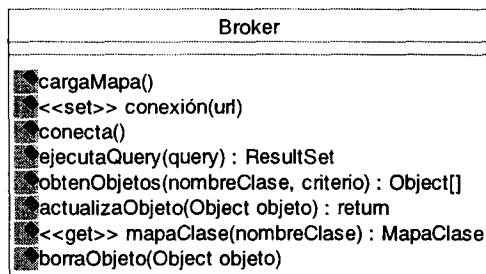 Broker
cargaMapa()
<<set>> conexión(url)
conecta()
ejecutaQuery(query) : ResultSet
obtenObjetos(nombreClase, criterio) : Object[]
actualizaObjeto(Object objeto) : return
<<get>> mapaClase(nombreClase) : MapaClase
borraObjeto(Object objeto)